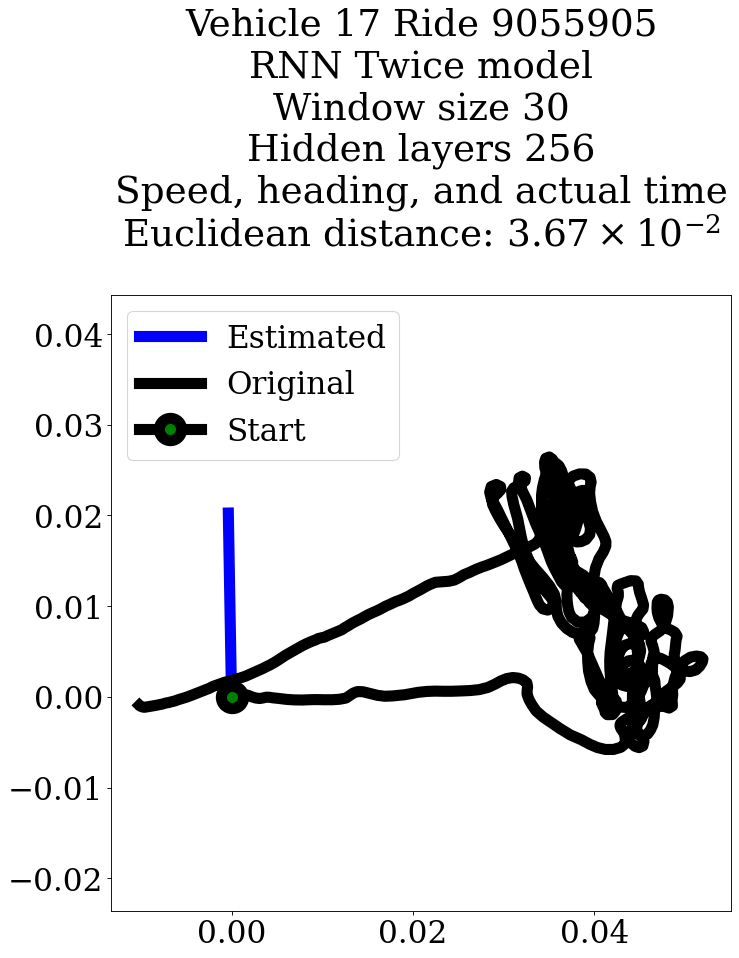 Vehicle 17 Ride 9055905
RNN Twice model
Window size 30
Hidden layers 256
Speed, heading, and actual time
Euclidean distance: 3.67 × 10⁻²
Estimated
Original
Start
0.04
0.03
0.02
0.01
0.00
−0.01
−0.02
0.00 0.02 0.04